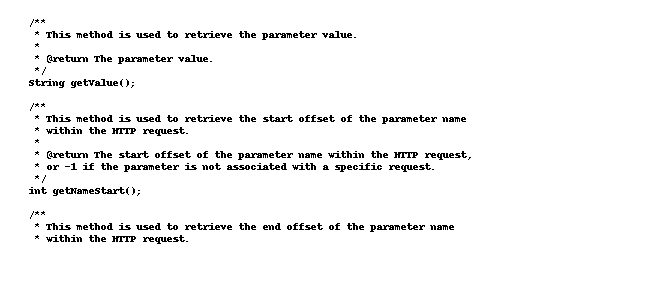 /**
 * This method is used to retrieve the parameter value.
 *
 * @return The parameter value.
 */
String getValue();
/**
 * This method is used to retrieve the start offset of the parameter name
 * within the HTTP request.
 *
 * @return The start offset of the parameter name within the HTTP request,
 * or -1 if the parameter is not associated with a specific request.
 */
int getNameStart();
/**
 * This method is used to retrieve the end offset of the parameter name
 * within the HTTP request.